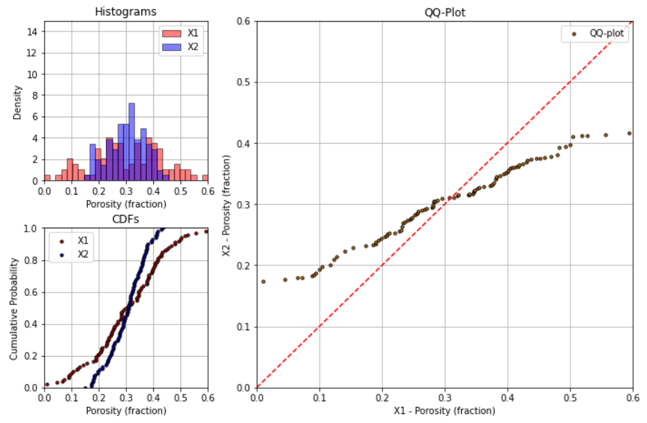 Histograms
14
12
10
8
6
4
2
0
Density
X1
X2
0.0 0.1 0.2 0.3 0.4 0.5 0.6
Porosity (fraction)
CDFs
1.0
0.8
0.6
0.4
0.2
0.0
Cumulative Probability
X1
X2
0.0 0.1 0.2 0.3 0.4 0.5 0.6
Porosity (fraction)
QQ-Plot
0.6
0.5
0.4
0.3
0.2
0.1
0.0
X2 - Porosity (fraction)
QQ-plot
0.0 0.1 0.2 0.3 0.4 0.5 0.6
X1 - Porosity (fraction)